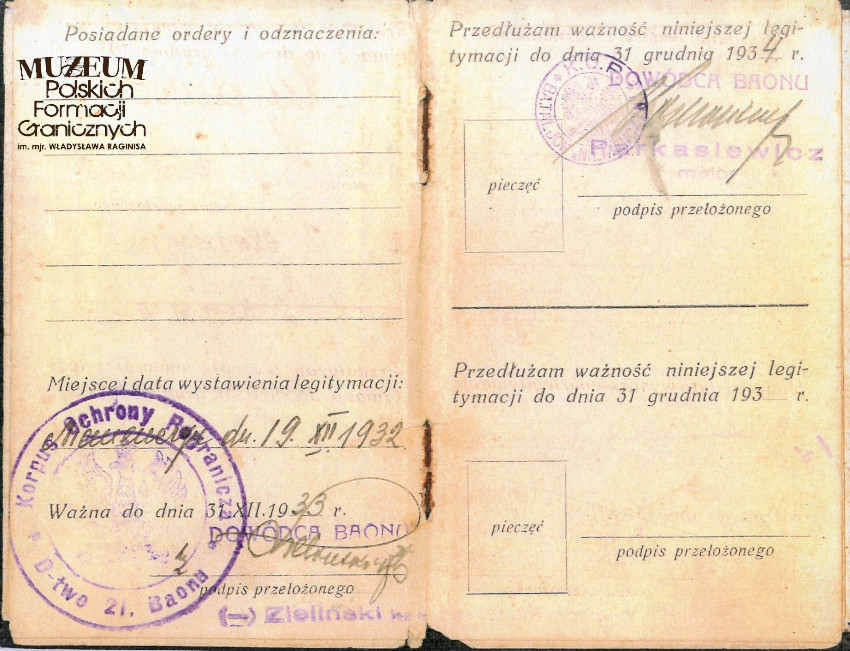 Posiadane ordery i odznaczenia:
MUZEUM
Polskich
Formacji
Granicznych
im. mjr. WŁADYSŁAWA RAGINISA
Miejsce i data wystawienia legitymacji:
dn. 19. XII. 1932
Ważna do dnia 31.XII.1933 r.
DOWÓDCA BAONU
podpis przełożonego
(—) Zieliński
Korpus Ochrony Pogranicza
D-two 21. Baonu
Przedłużam ważność niniejszej legi-
tymacji do dnia 31 grudnia 1934 r.
K.O.P.
DOWÓDCA BAONU
Parkasiewicz
major
pieczęć
podpis przełożonego
Przedłużam ważność niniejszej legi-
tymacji do dnia 31 grudnia 193 r.
pieczęć
podpis przełożonego